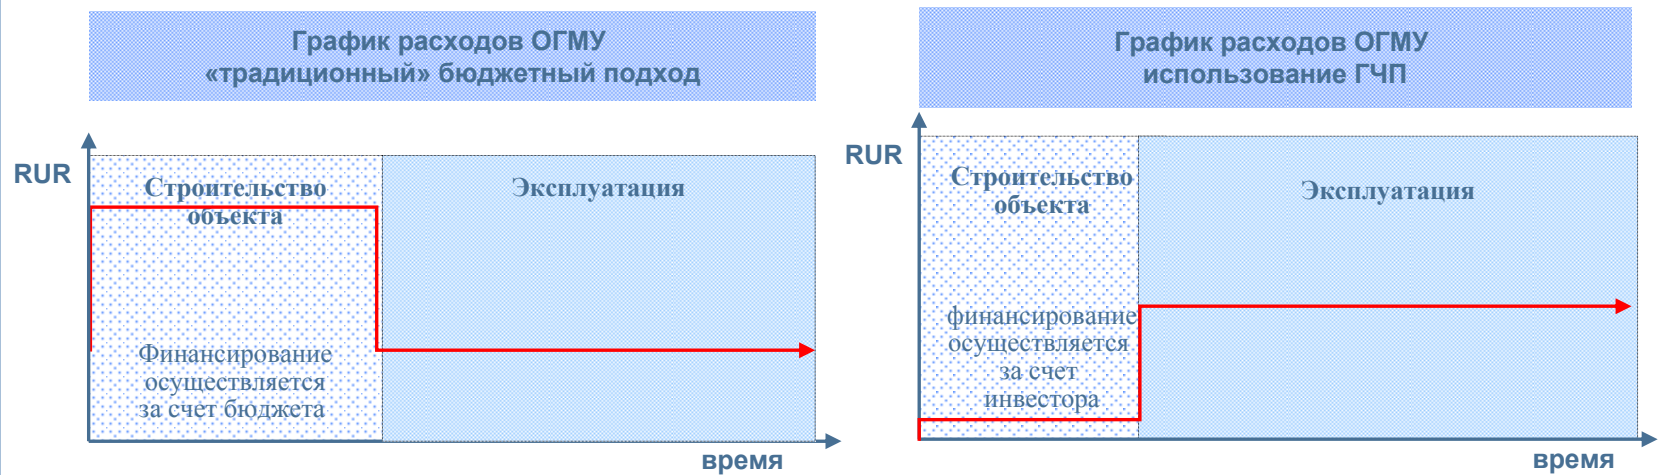 График расходов ОГМУ
«традиционный» бюджетный подход
RUR
Строительство
объекта
Эксплуатация
Финансирование
осуществляется
за счет бюджета
время
График расходов ОГМУ
использование ГЧП
RUR
Строительство
объекта
Эксплуатация
финансирование
осуществляется
за счет
инвестора
время